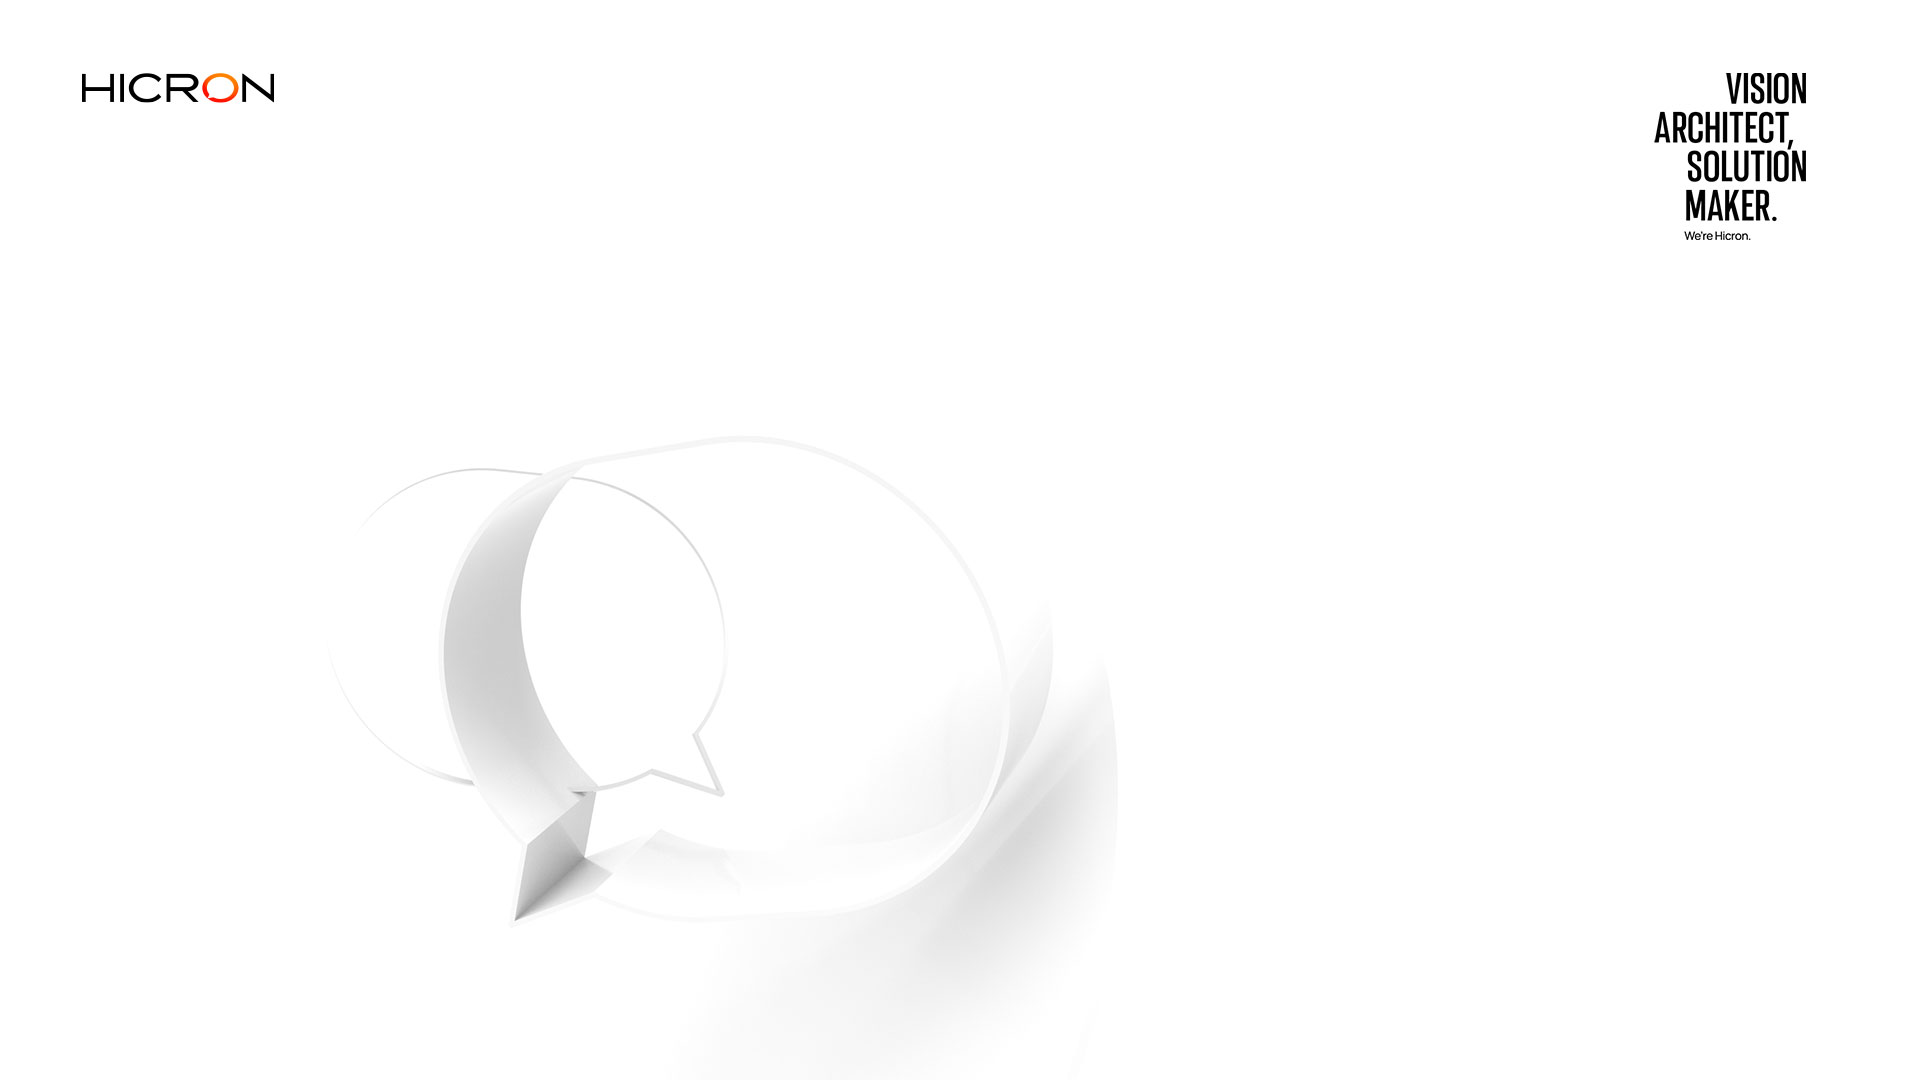 HICRON
VISION
ARCHITECT,
SOLUTION
MAKER.
We're Hicron.